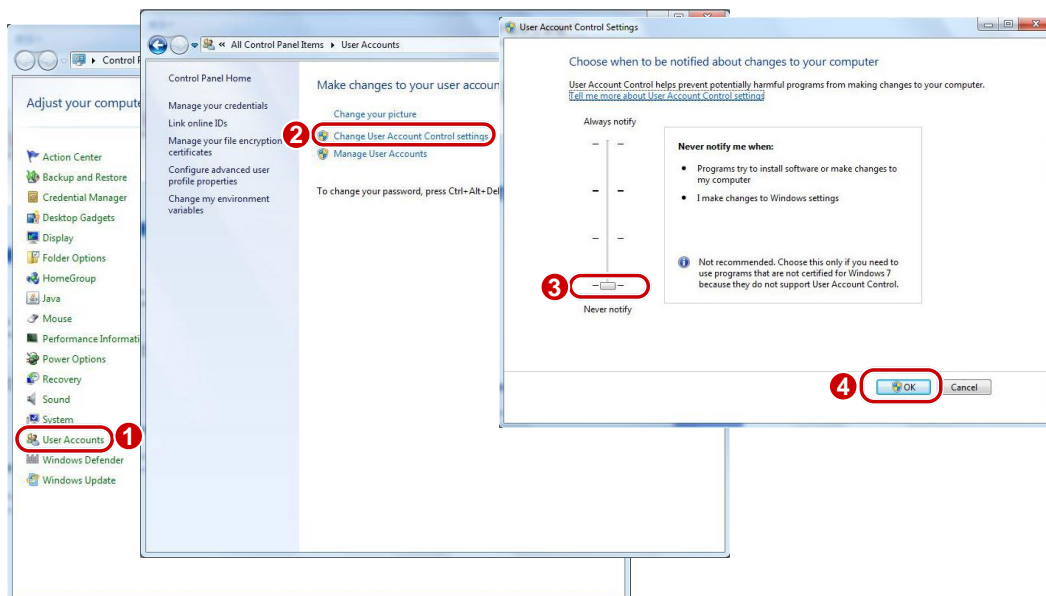 Control P
Adjust your compute
Action Center
Backup and Restore
Credential Manager
Desktop Gadgets
Display
Folder Options
HomeGroup
Java
Mouse
Performance Informati
Power Options
Recovery
Sound
System
User Accounts
1
Windows Defender
Windows Update
« All Control Panel Items User Accounts
Control Panel Home
Manage your credentials
Link online IDs
Manage your file encryption
certificates
Configure advanced user
profile properties
Change my environment
variables
Make changes to your user accoun
Change your picture
2
Change User Account Control settings
Manage User Accounts
To change your password, press Ctrl+Alt+Del
User Account Control Settings
Choose when to be notified about changes to your computer
User Account Control helps prevent potentially harmful programs from making changes to your computer.
Tell me more about User Account Control settings
Always notify
3
Never notify
Never notify me when:
• Programs try to install software or make changes to
my computer
• I make changes to Windows settings
Not recommended. Choose this only if you need to
use programs that are not certified for Windows 7
because they do not support User Account Control.
4
OK Cancel